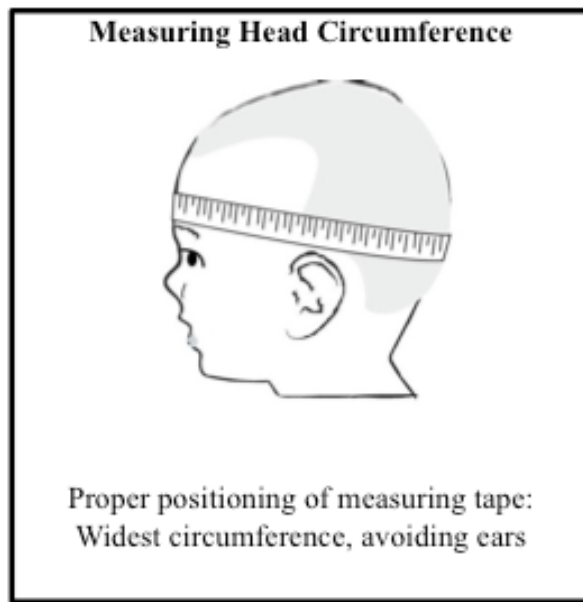 Measuring Head Circumference
Proper positioning of measuring tape:
Widest circumference, avoiding ears